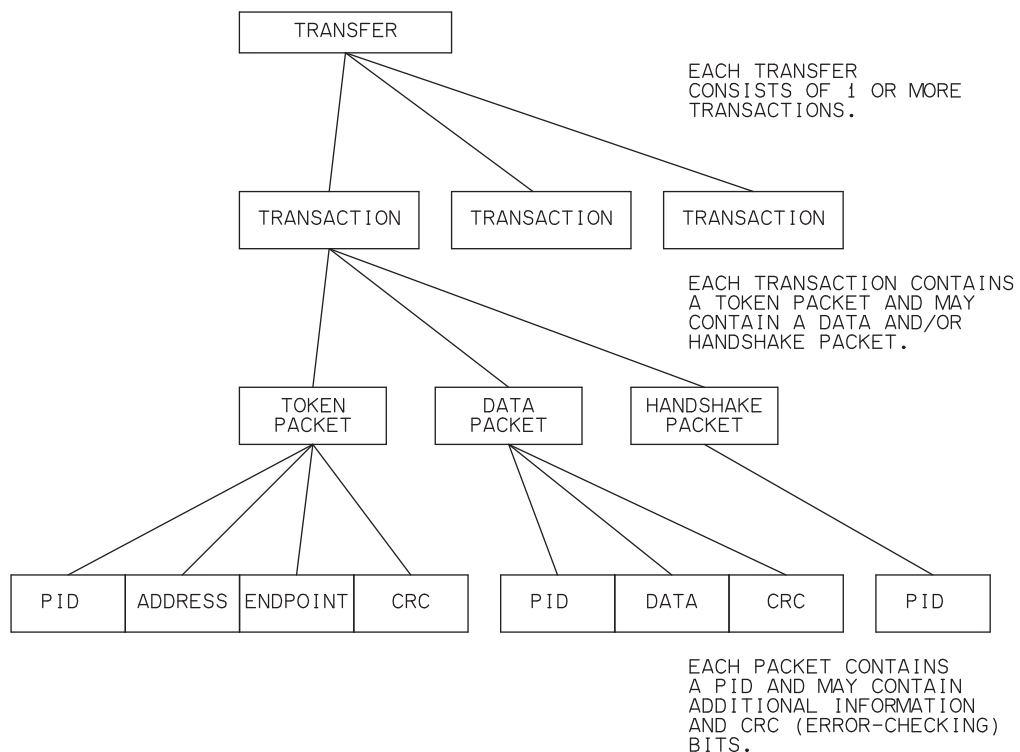 TRANSFER
EACH TRANSFER
CONSISTS OF 1 OR MORE
TRANSACTIONS.
TRANSACTION
TRANSACTION
TRANSACTION
EACH TRANSACTION CONTAINS
A TOKEN PACKET AND MAY
CONTAIN A DATA AND/OR
HANDSHAKE PACKET.
TOKEN
PACKET
DATA
PACKET
HANDSHAKE
PACKET
PID
ADDRESS
ENDPOINT
CRC
PID
DATA
CRC
PID
EACH PACKET CONTAINS
A PID AND MAY CONTAIN
ADDITIONAL INFORMATION
AND CRC (ERROR-CHECKING)
BITS.